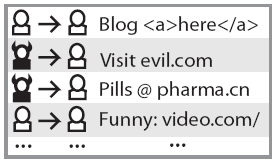 Blog <a>here</a>
Visit evil.com
Pills @ pharma.cn
Funny: video.com/
... ... ...